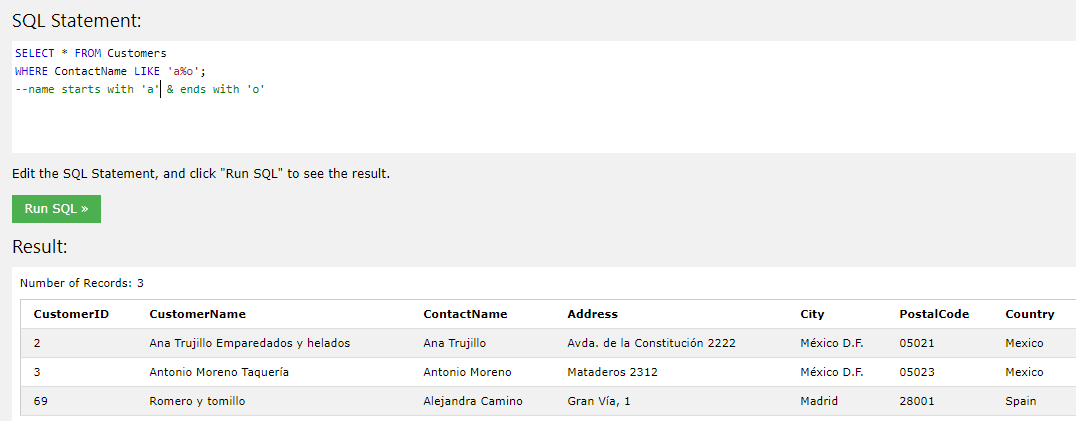 SQL Statement:
SELECT * FROM Customers
WHERE ContactName LIKE 'a%o';
--name starts with 'a' & ends with 'o'
Edit the SQL Statement, and click "Run SQL" to see the result.
Run SQL »
Result:
Number of Records: 3
CustomerID CustomerName ContactName Address City PostalCode Country
2 Ana Trujillo Emparedados y helados Ana Trujillo Avda. de la Constitución 2222 México D.F. 05021 Mexico
3 Antonio Moreno Taquería Antonio Moreno Mataderos 2312 México D.F. 05023 Mexico
69 Romero y tomillo Alejandra Camino Gran Vía, 1 Madrid 28001 Spain